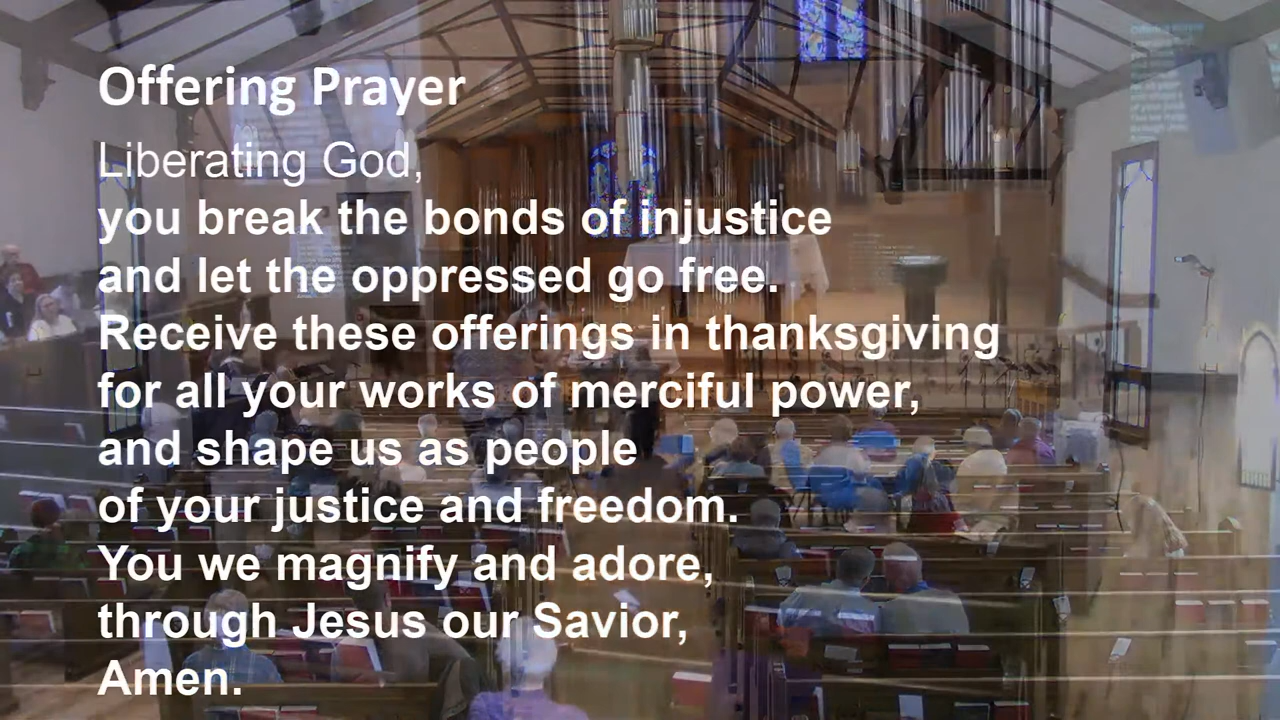 Offering Prayer
Liberating God,
you break the bonds of injustice
and let the oppressed go free.
Receive these offerings in thanksgiving
for all your works of merciful power,
and shape us as people
of your justice and freedom.
You we magnify and adore,
through Jesus our Savior,
Amen.